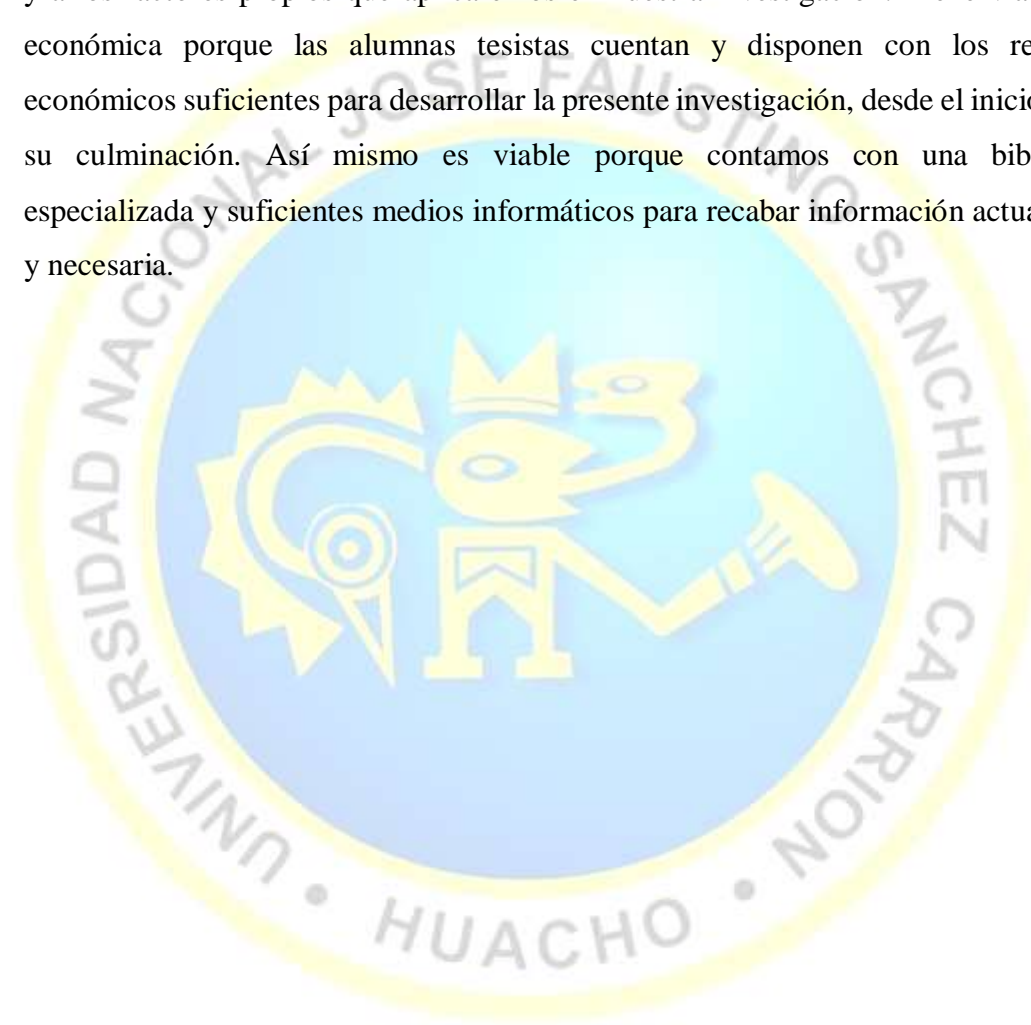 económica porque las alumnas tesistas cuentan y disponen con los re
económicos suficientes para desarrollar la presente investigación, desde el inicio
su culminación. Así mismo es viable porque contamos con una bib
especializada y suficientes medios informáticos para recabar información actua
y necesaria.
UNIVERSIDAD NACIONAL JOSE FAUSTINO SANCHEZ CARRION
• HUACHO •